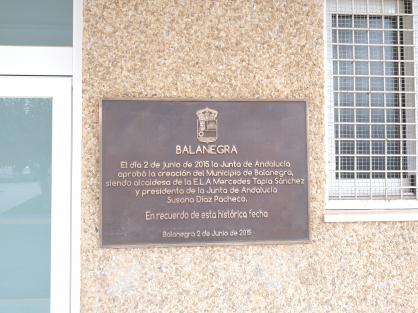 BALANEGRA
El día 2 de junio de 2015 la Junta de Andalucía
aprobó la creación del Municipio de Balanegra,
siendo alcaldesa de la E.L.A Mercedes Tapia Sánchez
y presidenta de la Junta de Andalucía
Susana Díaz Pacheco.
En recuerdo de esta histórica fecha
Balanegra 2 de Junio de 2015